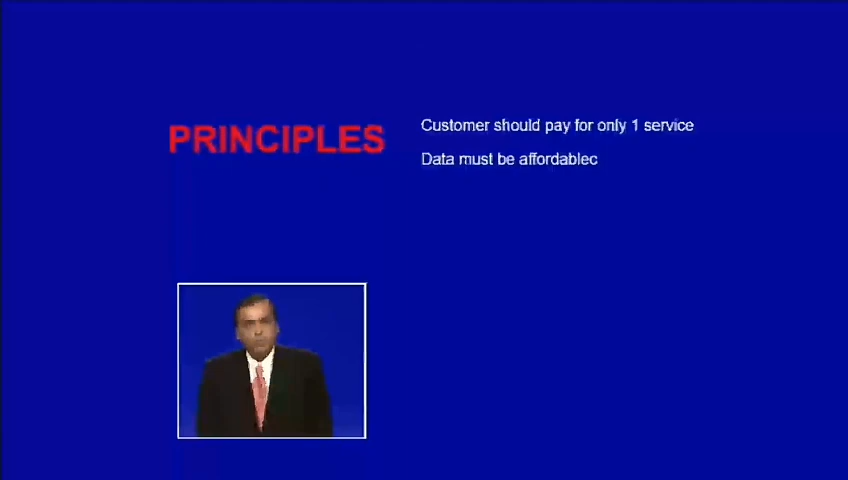 PRINCIPLES
Customer should pay for only 1 service
Data must be affordablec